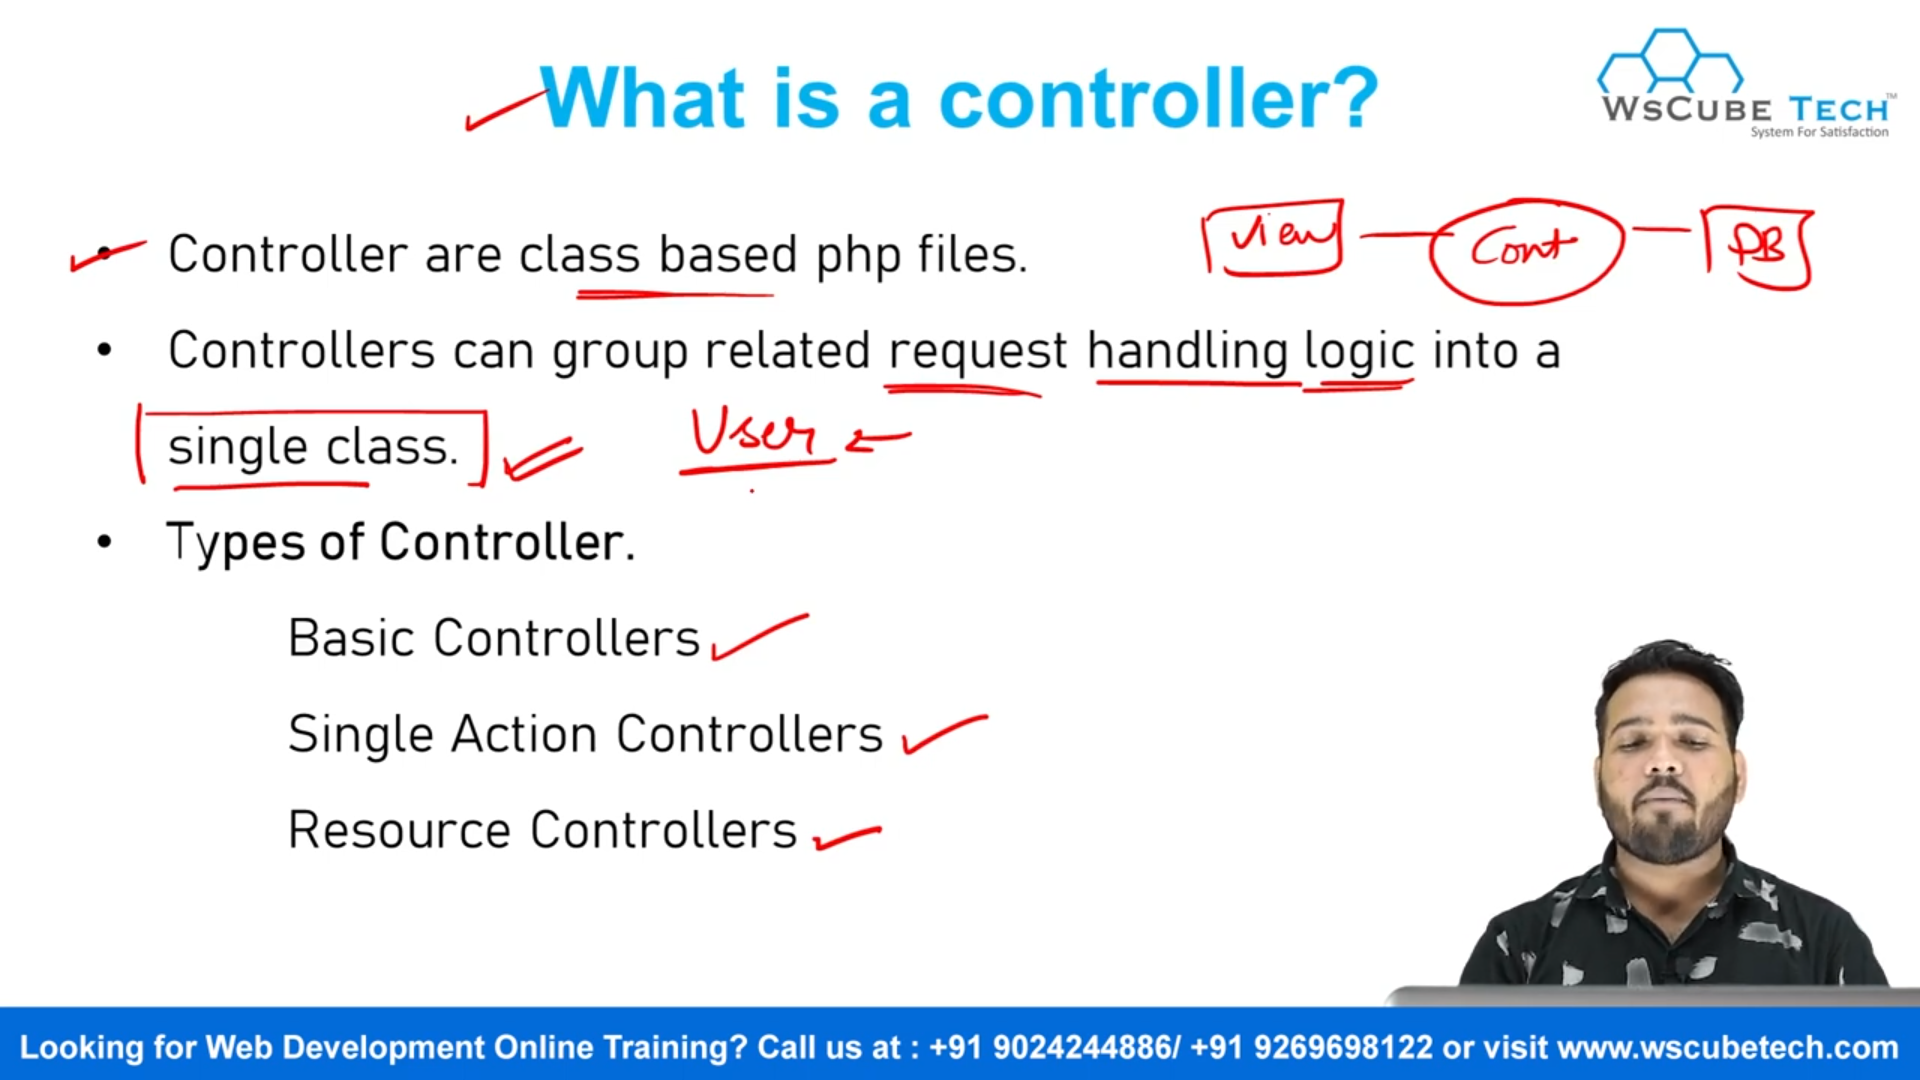 What is a controller?
WsCube Tech™
System For Satisfaction
• Controller are class based php files.
View
Cont
DB
• Controllers can group related request handling logic into a
single class.
User
• Types of Controller.
Basic Controllers
Single Action Controllers
Resource Controllers
Looking for Web Development Online Training? Call us at : +91 9024244886/ +91 9269698122 or visit www.wscubetech.com